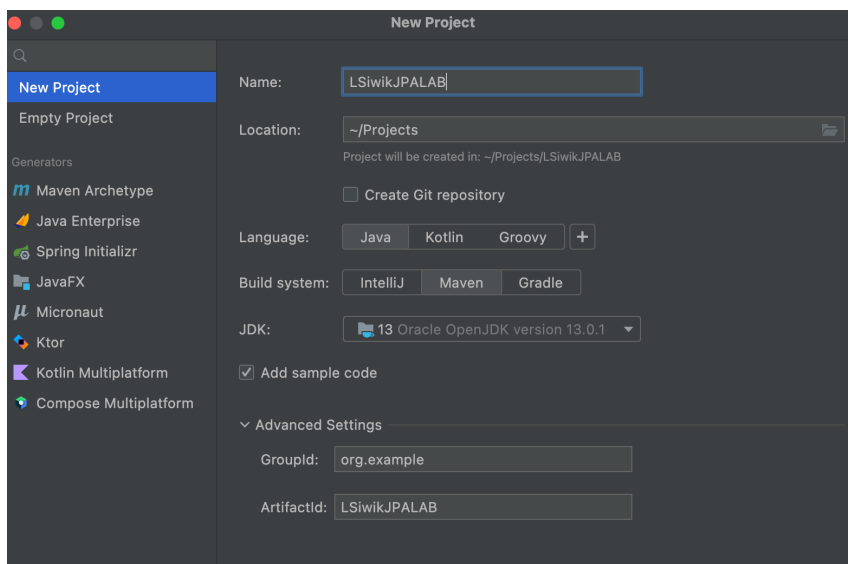 New Project
New Project
Empty Project
Generators
Maven Archetype
Java Enterprise
Spring Initializr
JavaFX
Micronaut
Ktor
Kotlin Multiplatform
Compose Multiplatform
Name: LSiwikJPALAB
Location: ~/Projects
Project will be created in: ~/Projects/LSiwikJPALAB
Create Git repository
Language: Java Kotlin Groovy +
Build system: IntelliJ Maven Gradle
JDK: 13 Oracle OpenJDK version 13.0.1
Add sample code
Advanced Settings
GroupId: org.example
ArtifactId: LSiwikJPALAB